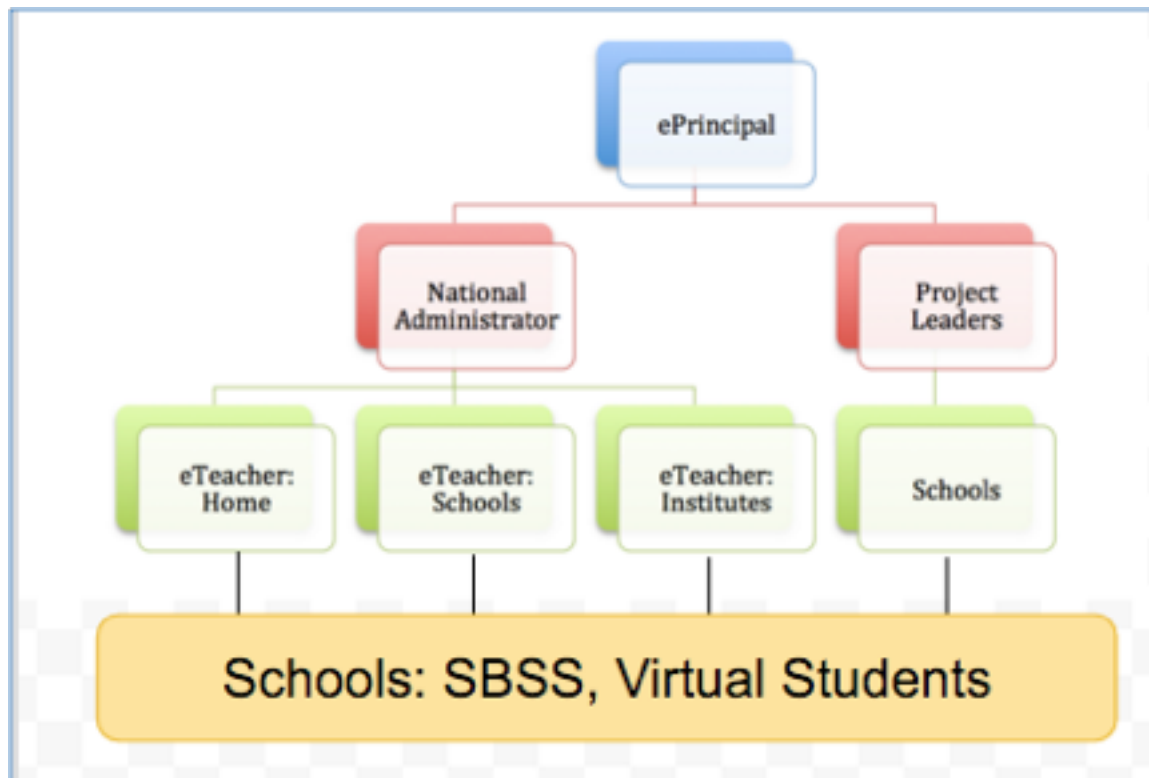 ePrincipal
National
Administrator
Project
Leaders
eTeacher:
Home
eTeacher:
Schools
eTeacher:
Institutes
Schools
Schools: SBSS, Virtual Students